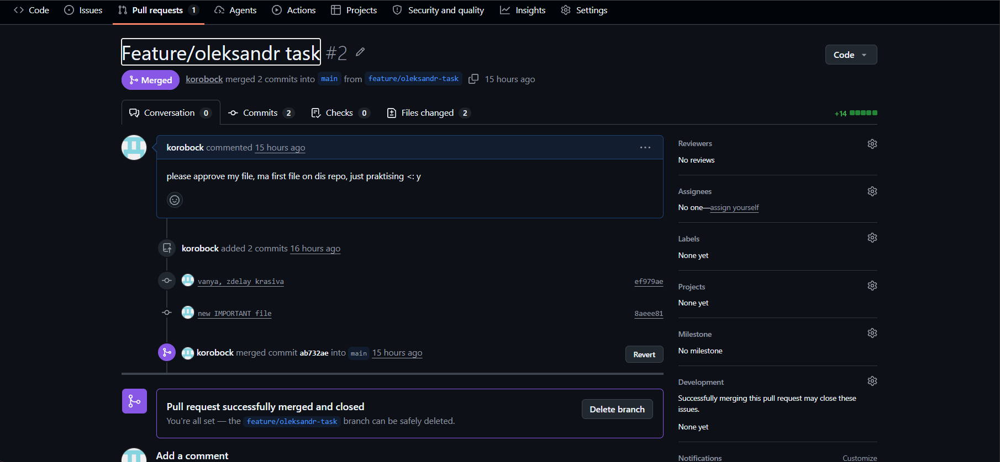 Code Issues Pull requests 1 Agents Actions Projects Security and quality Insights Settings
Feature/oleksandr task #2
Code
Merged korobock merged 2 commits into main from feature/oleksandr-task 15 hours ago
Conversation 0 Commits 2 Checks 0 Files changed 2
+14
korobock commented 15 hours ago
please approve my file, ma first file on dis repo, just praktising <: y
korobock added 2 commits 16 hours ago
vanya, zdelay krasiva ef979ae
new IMPORTANT file 8aeee81
korobock merged commit ab732ae into main 15 hours ago
Revert
Pull request successfully merged and closed
You're all set — the feature/oleksandr-task branch can be safely deleted.
Delete branch
Add a comment
Reviewers
No reviews
Assignees
No one—assign yourself
Labels
None yet
Projects
None yet
Milestone
No milestone
Development
Successfully merging this pull request may close these
issues.
None yet
Notifications Customize